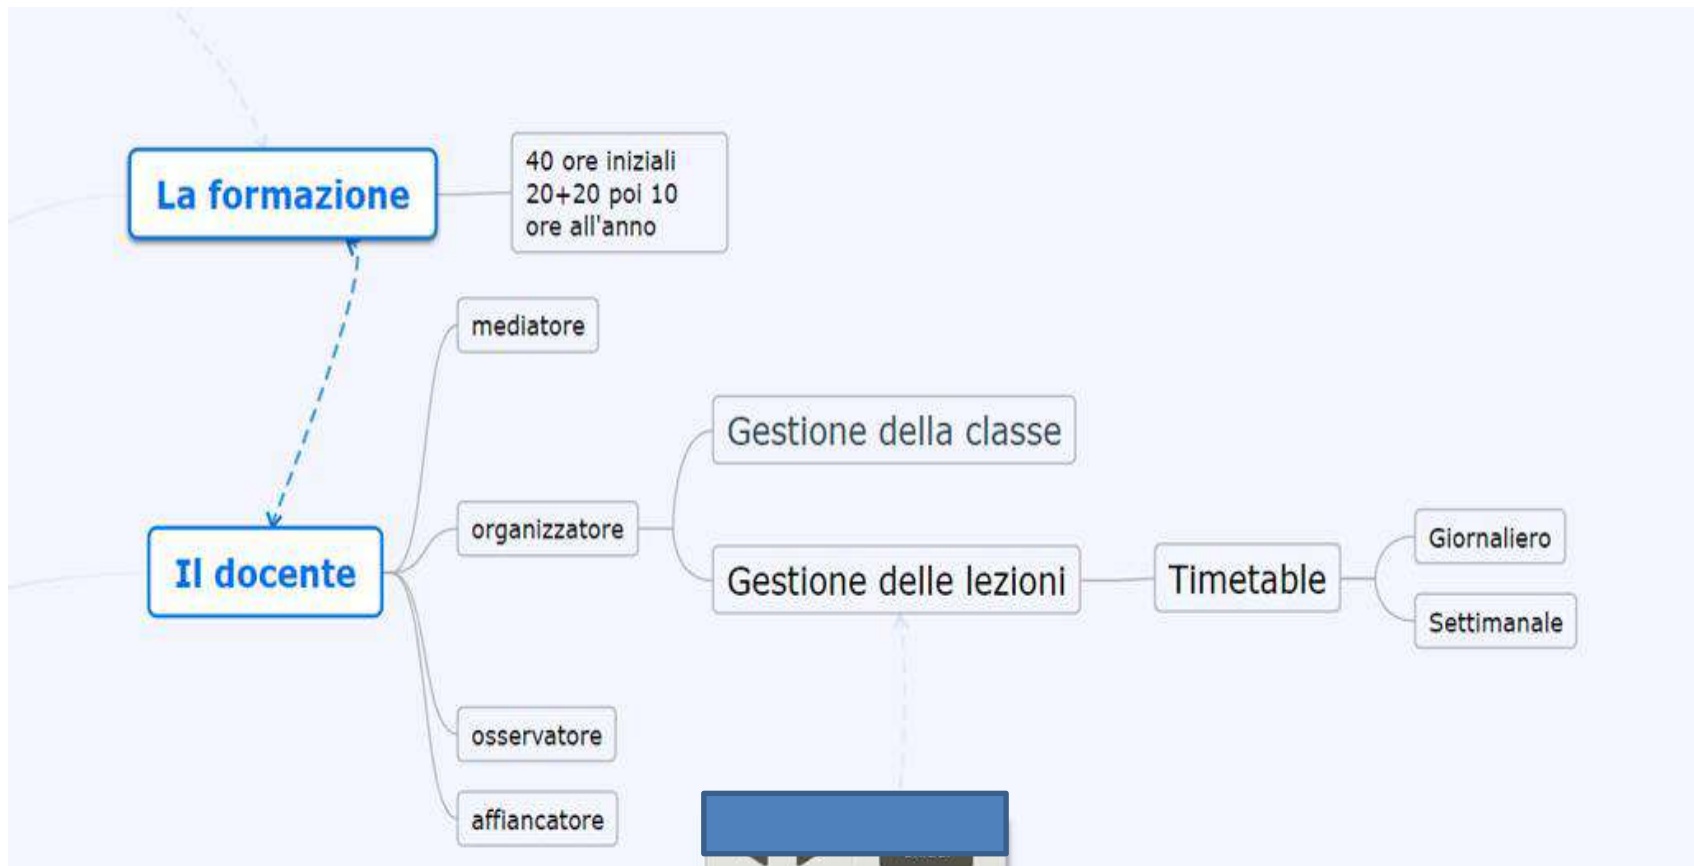 La formazione
40 ore iniziali
20+20 poi 10
ore all'anno
mediatore
Gestione della classe
organizzatore
Giornaliero
Il docente
Gestione delle lezioni
Timetable
Settimanale
osservatore
affiancatore